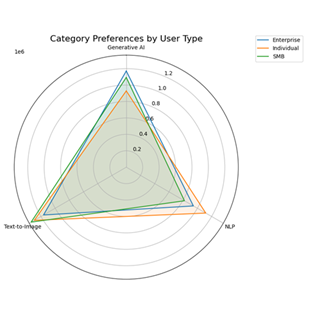 Category Preferences by User Type
Generative AI
1e6
Enterprise
Individual
SMB
1.2
1.0
0.8
0.6
0.4
0.2
Text-to-Image
NLP